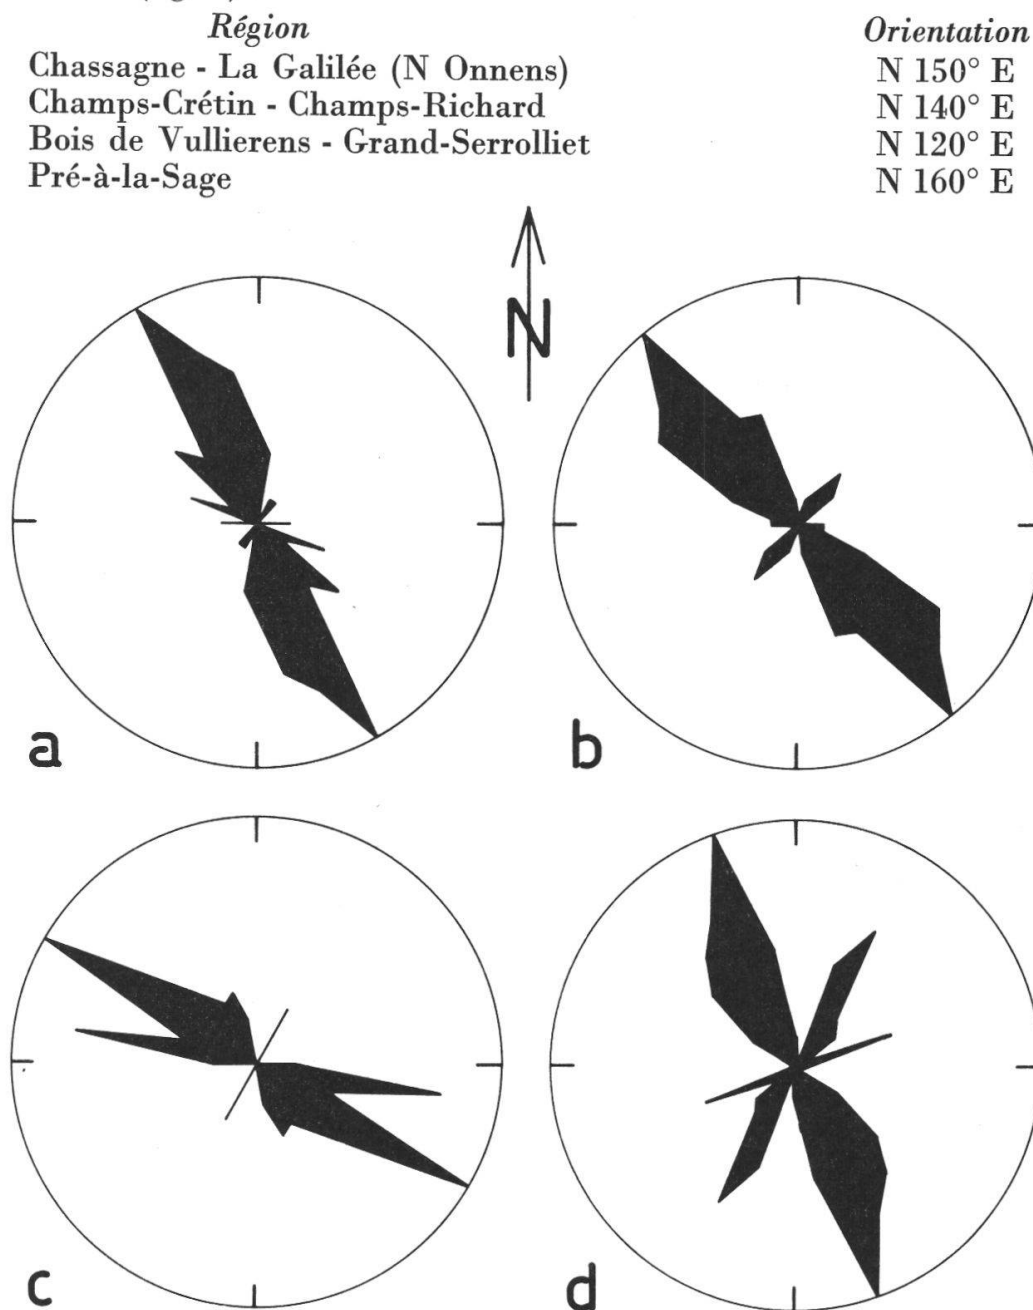 Région Orientation
Chassagne - La Galilée (N Onnens) N 150° E
Champs-Crétin - Champs-Richard N 140° E
Bois de Vullierens - Grand-Serrolliet N 120° E
Pré-à-la-Sage N 160° E
N
a b
c d